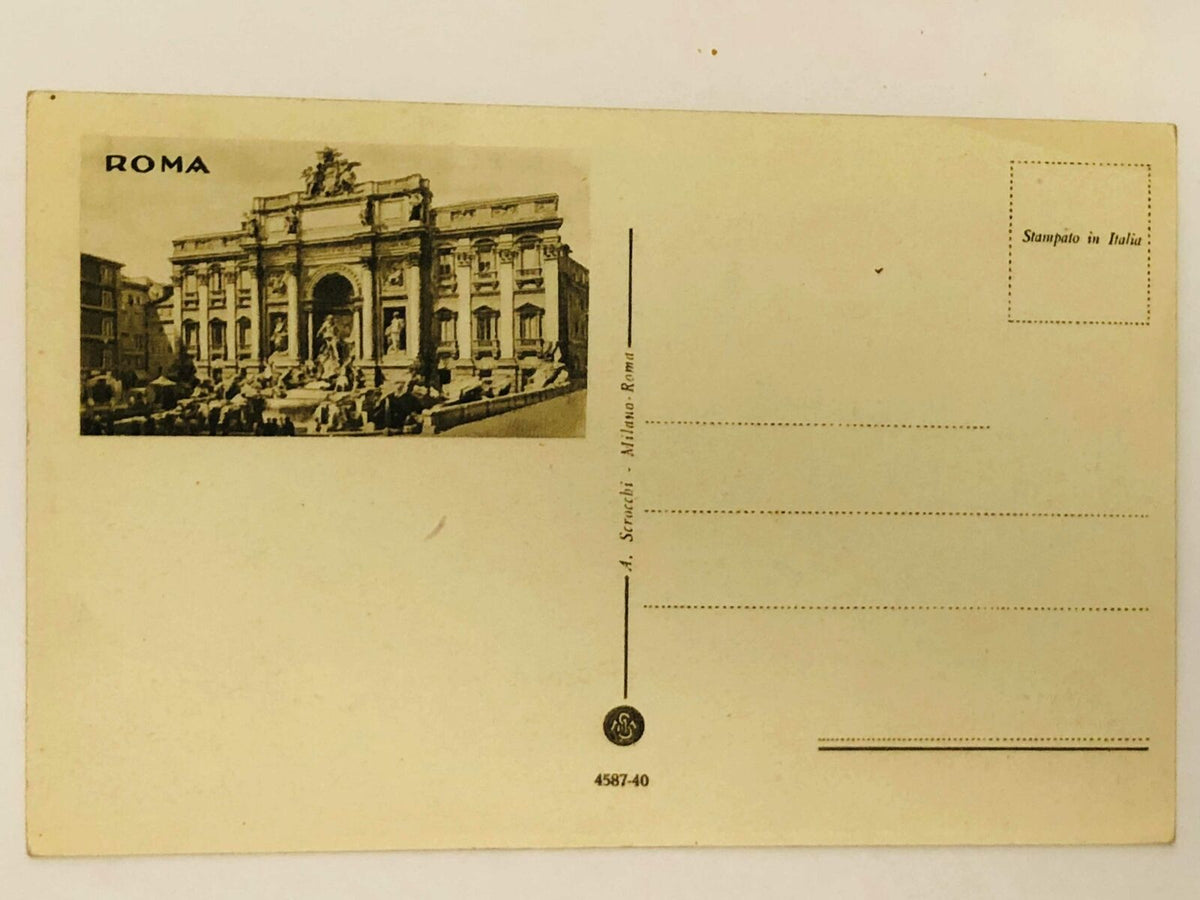 ROMA
Stampato in Italia
A. Scrocchi - Milano-Roma
4587-40